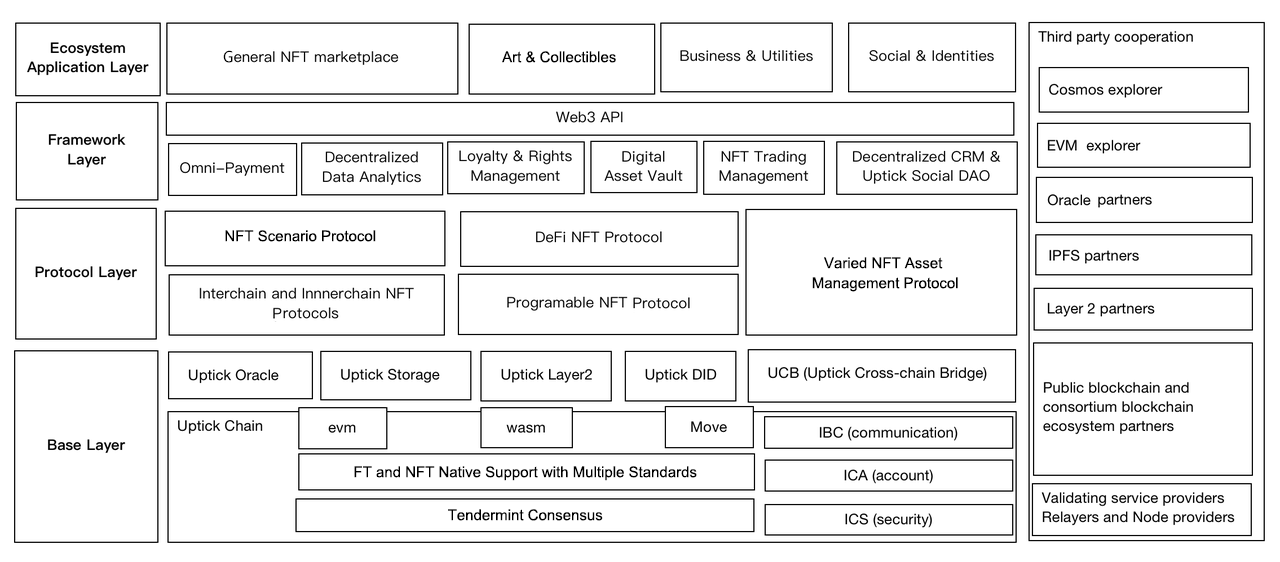 Ecosystem
Application Layer
General NFT marketplace
Art & Collectibles
Business & Utilities
Social & Identities
Framework
Layer
Web3 API
Omni-Payment
Decentralized
Data Analytics
Loyalty & Rights
Management
Digital
Asset Vault
NFT Trading
Management
Decentralized CRM &
Uptick Social DAO
Protocol Layer
NFT Scenario Protocol
DeFi NFT Protocol
Varied NFT Asset
Management Protocol
Interchain and Innnerchain NFT
Protocols
Programable NFT Protocol
Base Layer
Uptick Oracle
Uptick Storage
Uptick Layer2
Uptick DID
UCB (Uptick Cross-chain Bridge)
Uptick Chain
evm
wasm
Move
IBC (communication)
FT and NFT Native Support with Multiple Standards
ICA (account)
Tendermint Consensus
ICS (security)
Third party cooperation
Cosmos explorer
EVM explorer
Oracle partners
IPFS partners
Layer 2 partners
Public blockchain and
consortium blockchain
ecosystem partners
Validating service providers
Relayers and Node providers